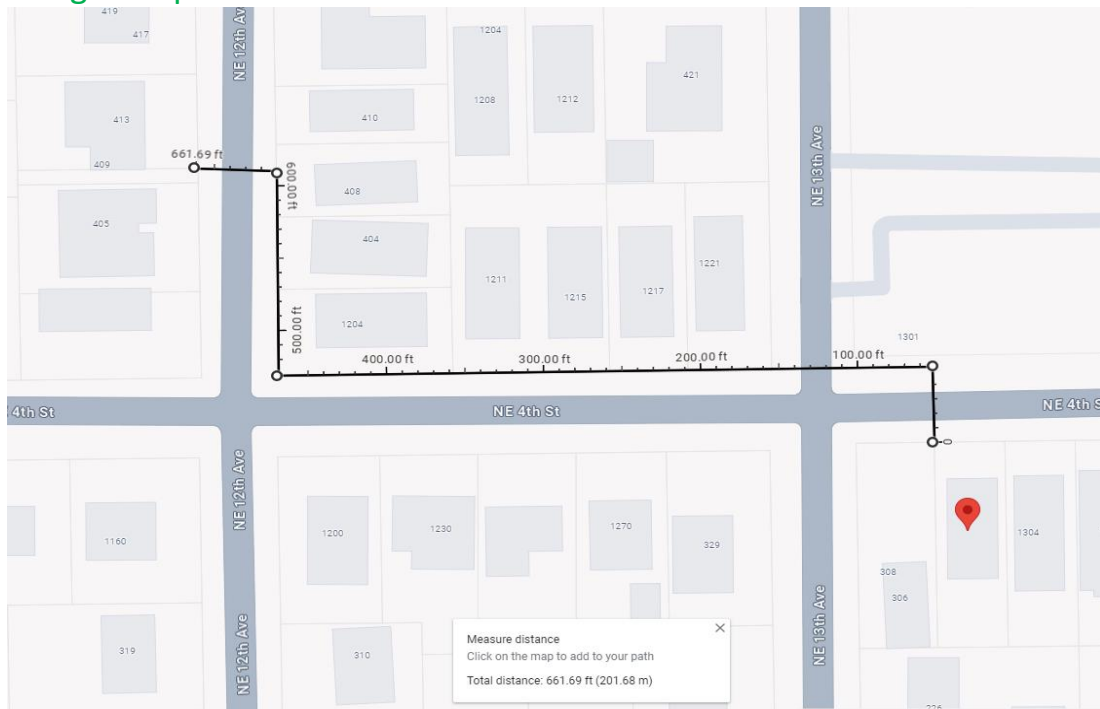 419
417
NE 12th Ave
1204
1208
1212
421
413
410
NE 13th Ave
661.69 ft
409
600.00 ft
408
405
404
1221
1211
1215
1217
1204
500.00 ft
1301
400.00 ft
300.00 ft
200.00 ft
100.00 ft
4th St
NE 4th St
NE 4th S
0
NE 12th Ave
1200
1230
1270
329
1160
1304
308
306
319
310
NE 12th Ave
NE 13th Ave
Measure distance
Click on the map to add to your path
Total distance: 661.69 ft (201.68 m)